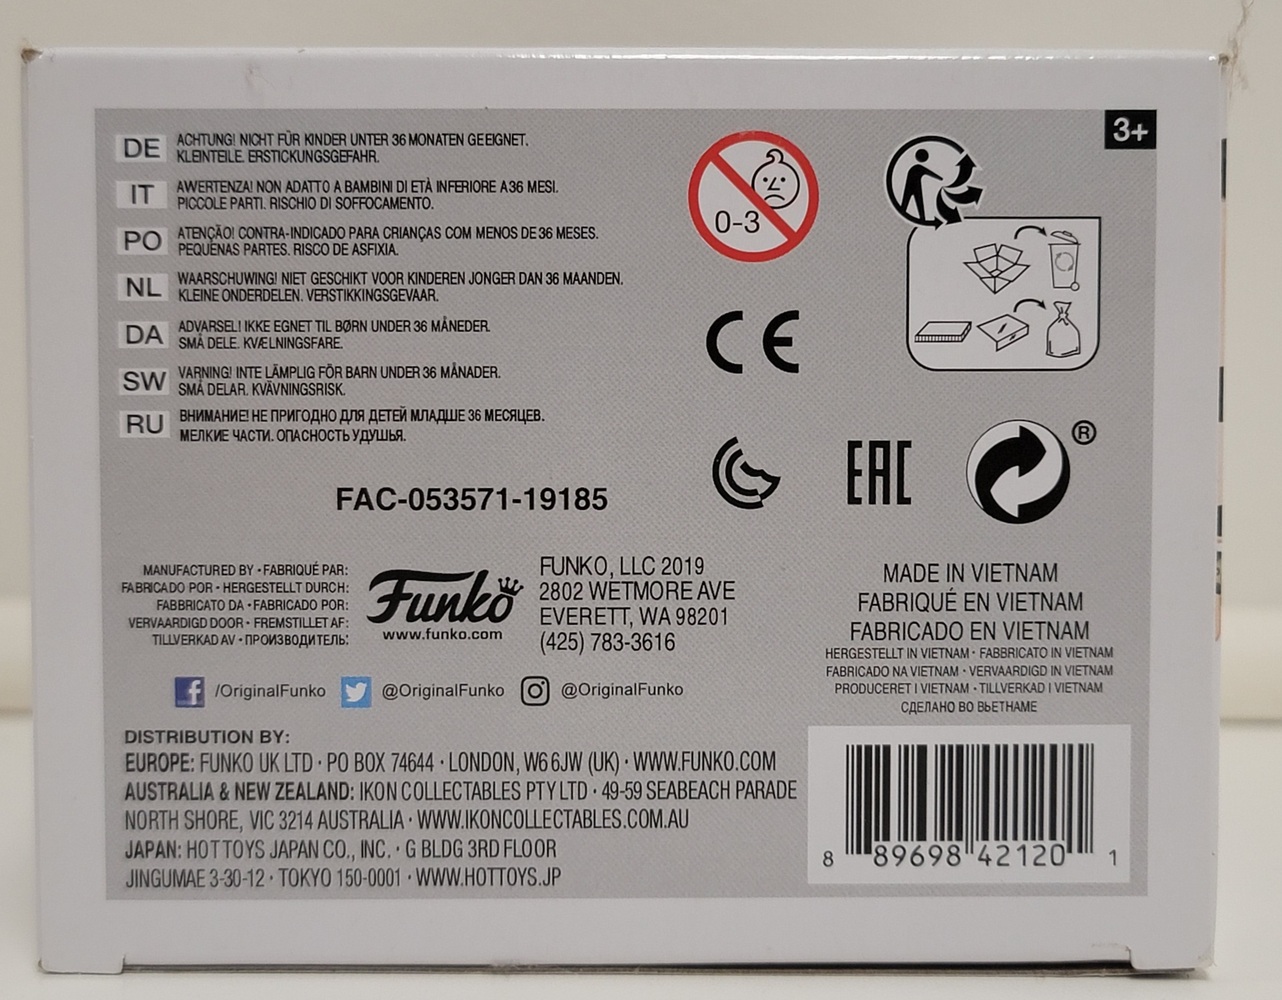 3+
DE
ACHTUNG! NICHT FÜR KINDER UNTER 36 MONATEN GEEIGNET.
KLEINTEILE. ERSTICKUNGSGEFAHR.
IT
AWERTENZA! NON ADATTO A BAMBINI DI ETÀ INFERIORE A 36 MESI.
PICCOLE PARTI. RISCHIO DI SOFFOCAMENTO.
PO
ATENÇÃO! CONTRA-INDICADO PARA CRIANÇAS COM MENOS DE 36 MESES.
PEQUENAS PARTES. RISCO DE ASFIXIA.
NL
WAARSCHUWING! NIET GESCHIKT VOOR KINDEREN JONGER DAN 36 MAANDEN.
KLEINE ONDERDELEN. VERSTIKKINGSGEVAAR.
DA
ADVARSEL! IKKE EGNET TIL BØRN UNDER 36 MÅNEDER.
SMÅ DELE. KVÆLNINGSFARE.
SW
VARNING! INTE LÄMPLIG FÖR BARN UNDER 36 MÅNADER.
SMÅ DELAR. KVÄVNINGSRISK.
RU
ВНИМАНИЕ! НЕ ПРИГОДНО ДЛЯ ДЕТЕЙ МЛАДШЕ 36 МЕСЯЦЕВ.
МЕЛКИЕ ЧАСТИ. ОПАСНОСТЬ УДУШЬЯ.
0-3
CE
EAC
®
FAC-053571-19185
MANUFACTURED BY • FABRIQUÉ PAR:
FABRICADO POR • HERGESTELLT DURCH:
FABBRICATO DA • FABRICADO POR:
VERVAARDIGD DOOR • FREMSTILLET AF:
TILLVERKAD AV • ПРОИЗВОДИТЕЛЬ:
Funko
www.funko.com
FUNKO, LLC 2019
2802 WETMORE AVE
EVERETT, WA 98201
(425) 783-3616
MADE IN VIETNAM
FABRIQUÉ EN VIETNAM
FABRICADO EN VIETNAM
HERGESTELLT IN VIETNAM • FABBRICATO IN VIETNAM
FABRICADO NA VIETNAM • VERVAARDIGD IN VIETNAM
PRODUCERET I VIETNAM • TILLVERKAD I VIETNAM
СДЕЛАНО ВО ВЬЕТНАМЕ
/OriginalFunko @OriginalFunko @OriginalFunko
DISTRIBUTION BY:
EUROPE: FUNKO UK LTD • PO BOX 74644 • LONDON, W6 6JW (UK) • WWW.FUNKO.COM
AUSTRALIA & NEW ZEALAND: IKON COLLECTABLES PTY LTD • 49-59 SEABEACH PARADE
NORTH SHORE, VIC 3214 AUSTRALIA • WWW.IKONCOLLECTABLES.COM.AU
JAPAN: HOT TOYS JAPAN CO., INC. • G BLDG 3RD FLOOR
JINGUMAE 3-30-12 • TOKYO 150-0001 • WWW.HOTTOYS.JP
8 89698 42120 1